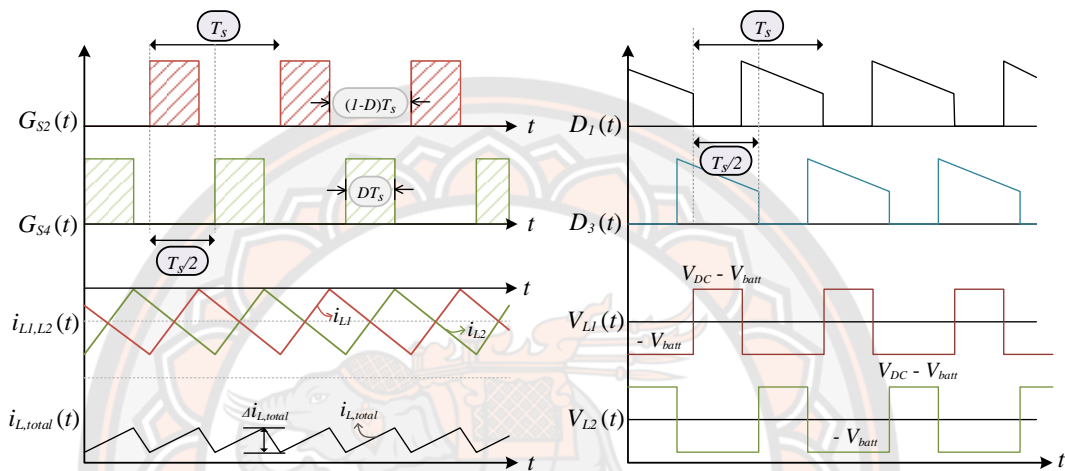 T_s
(1-D)T_s
G_S2(t)
t
DT_s
G_S4(t)
t
T_s/2
t
i_L1,L2(t)
i_L1
i_L2
i_L,total(t)
Δi_L,total
i_L,total
t
T_s
D_1(t)
t
T_s/2
D_3(t)
t
V_DC - V_batt
V_L1(t)
- V_batt
V_DC - V_batt
V_L2(t)
- V_batt
t